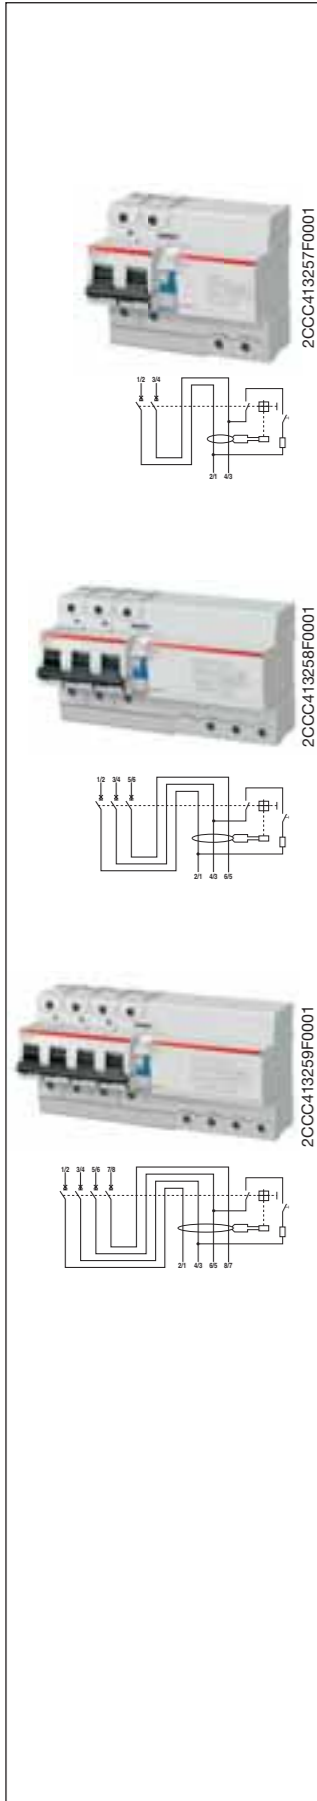 2CCC413257F0001
1/2 3/4
2/1 4/3
2CCC413258F0001
1/2 3/4 5/6
2/1 4/3 6/5
2CCC413259F0001
1/2 3/4 5/6 7/8
2/1 4/3 6/5 8/7